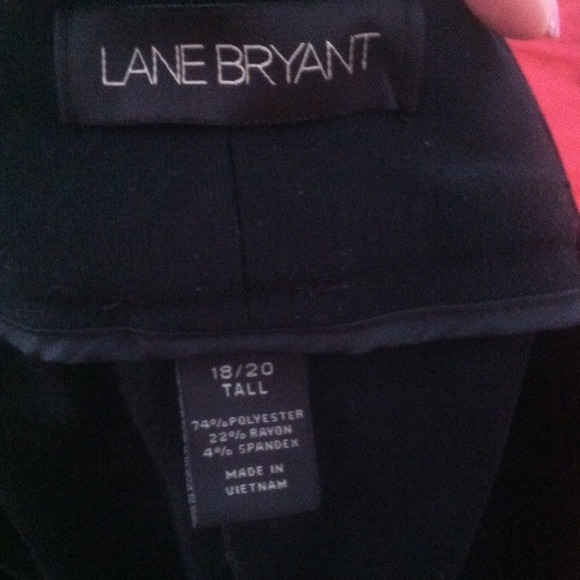 LANE BRYANT
18/20
TALL
74% POLYESTER
22% RAYON
4% SPANDEX
MADE IN
VIETNAM